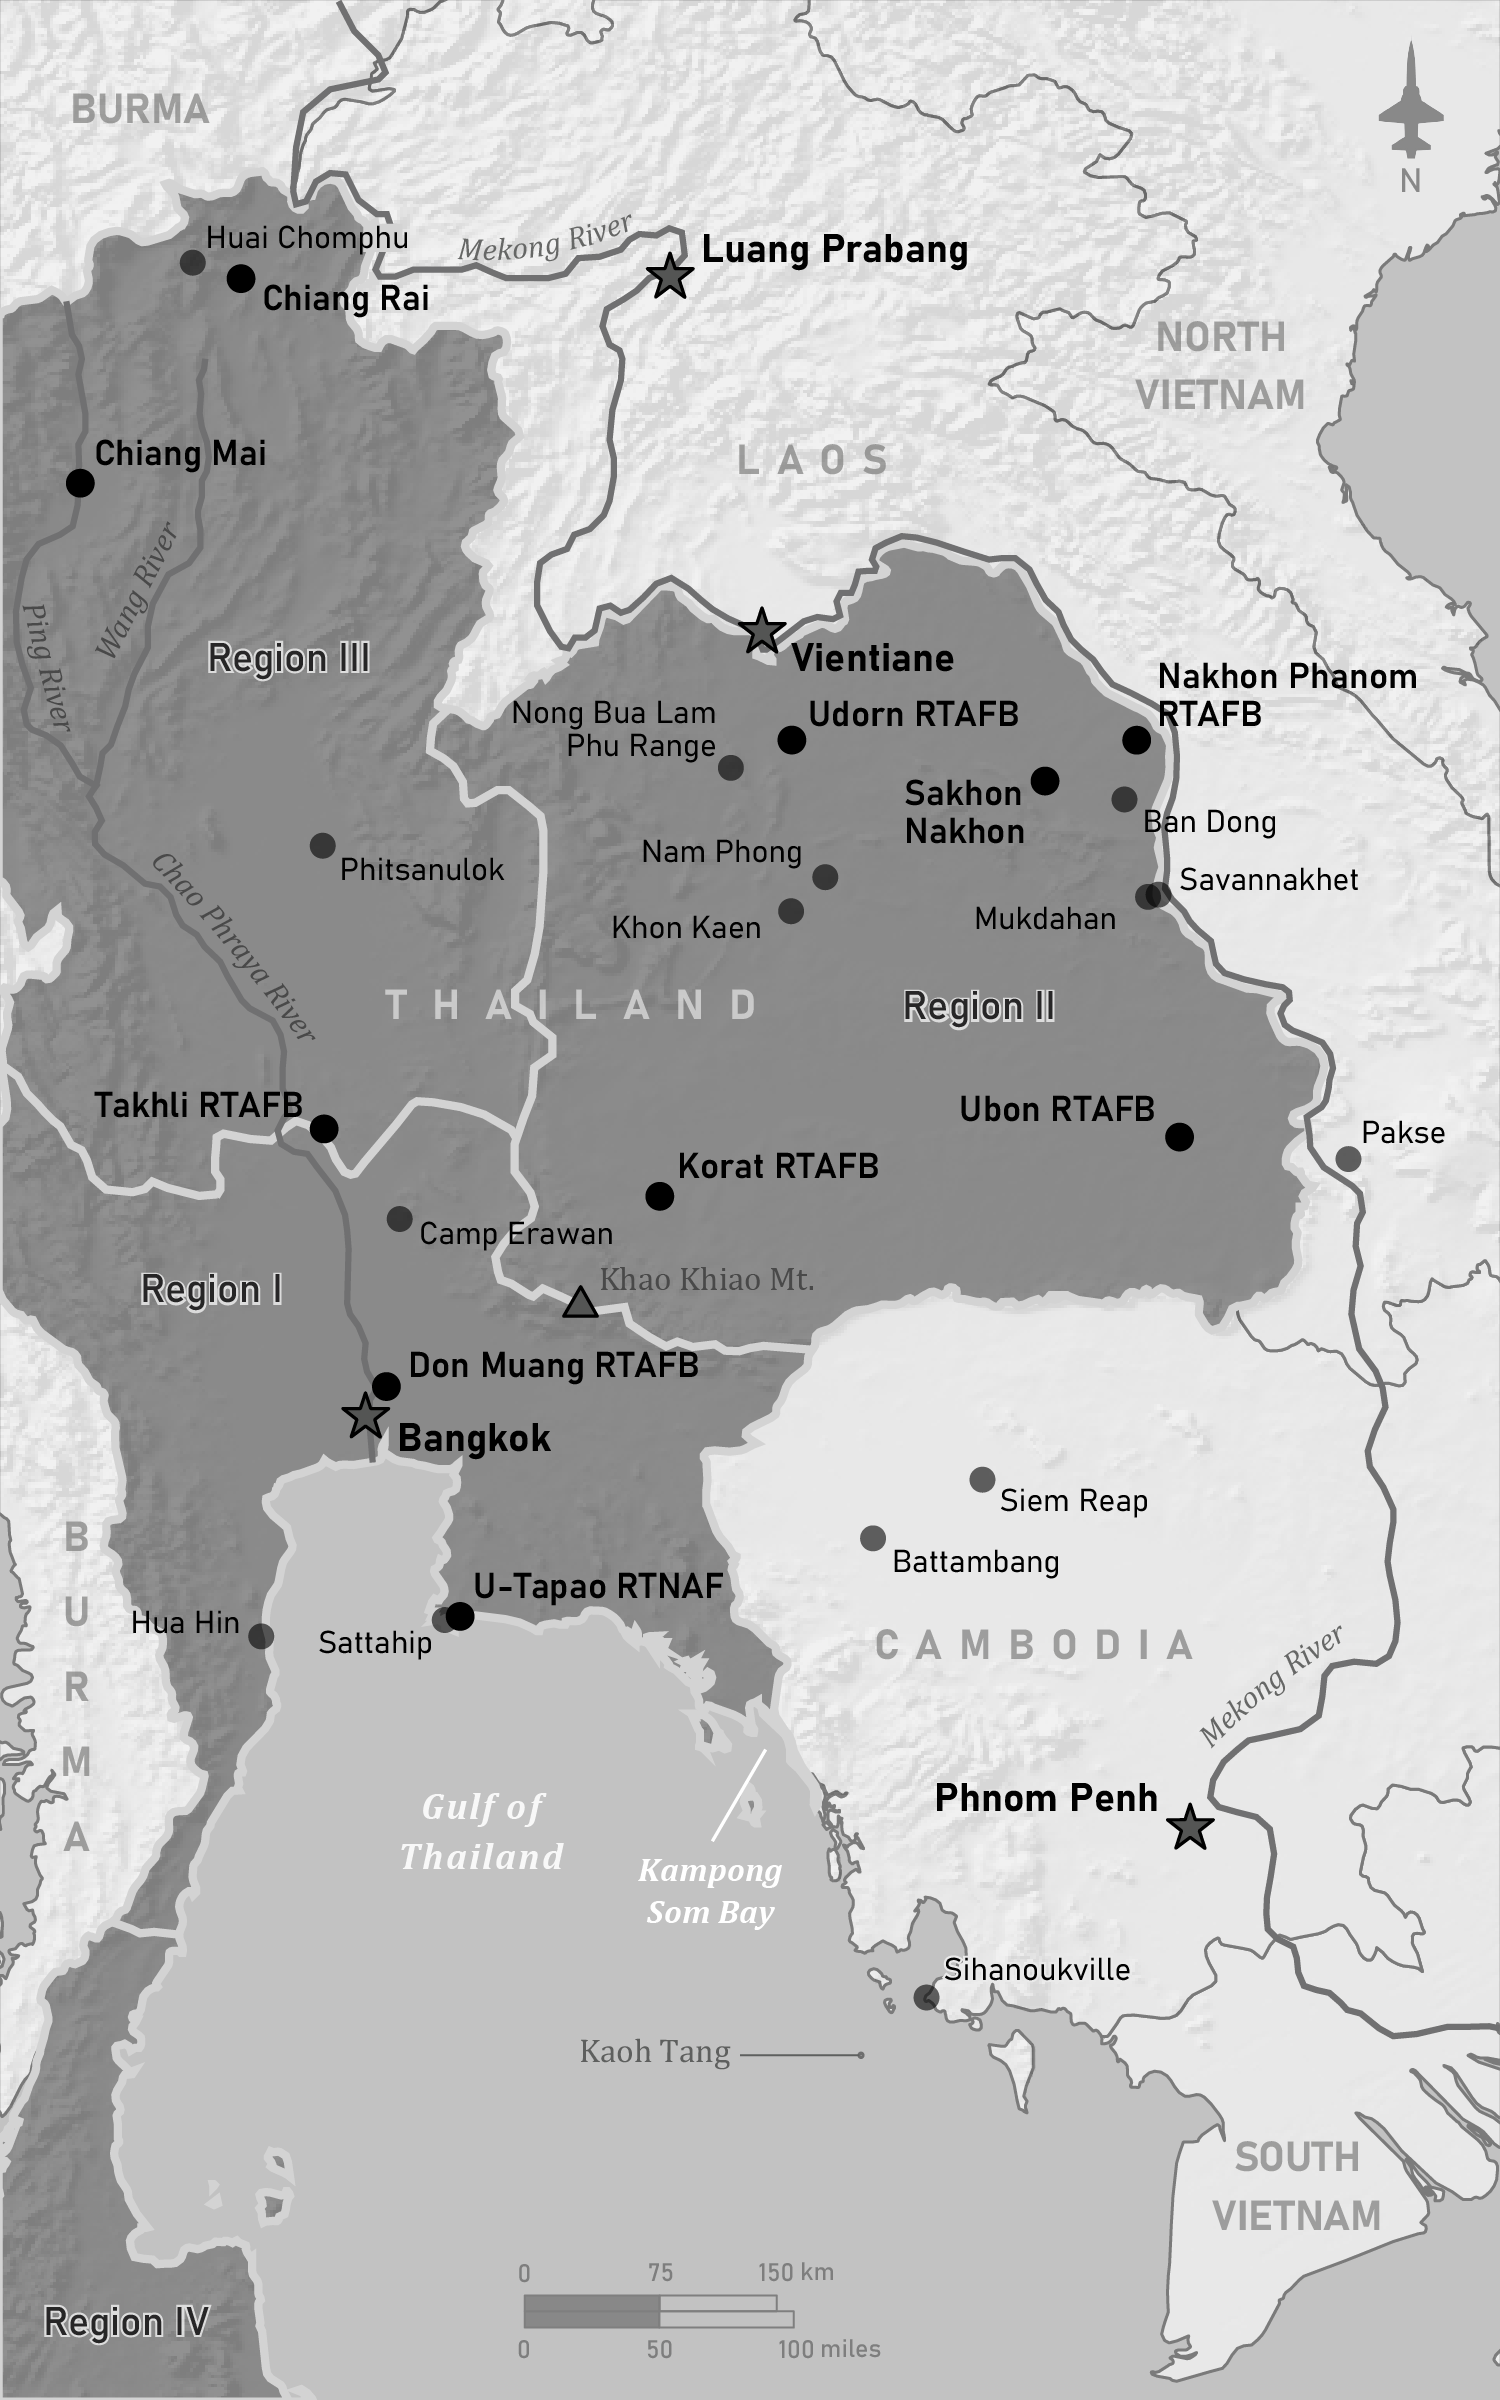 BURMA
N
Huai Chomphu
Mekong River
Luang Prabang
Chiang Rai
NORTH
VIETNAM
Chiang Mai
LAOS
Wang River
Ping River
Region III
Vientiane
Nakhon Phanom
RTAFB
Nong Bua Lam
Phu Range
Udorn RTAFB
Sakhon
Nakhon
Ban Dong
Nam Phong
Phitsanulok
Savannakhet
Khon Kaen
Mukdahan
Chao Phraya River
THAILAND
Region II
Takhli RTAFB
Ubon RTAFB
Pakse
Korat RTAFB
Camp Erawan
Region I
Khao Khiao Mt.
Don Muang RTAFB
Bangkok
Siem Reap
BURMA
Battambang
U-Tapao RTNAF
Hua Hin
Sattahip
CAMBODIA
Mekong River
Phnom Penh
Gulf of
Thailand
Kampong
Som Bay
Sihanoukville
Kaoh Tang
SOUTH
VIETNAM
0 75 150 km
Region IV
0 50 100 miles